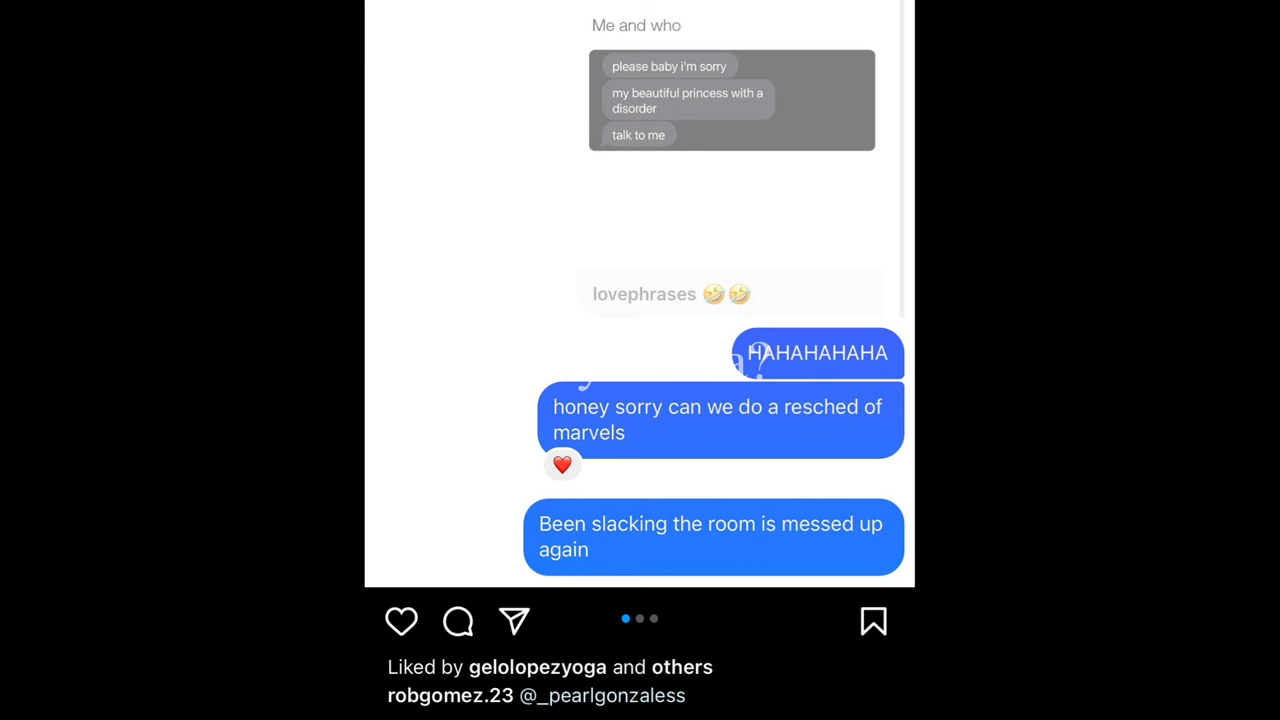 Me and who
please baby i'm sorry
my beautiful princess with a
disorder
talk to me
lovephrases 🤣🤣
HAHAHAHAHA
a?
honey sorry can we do a resched of
marvels
Been slacking the room is messed up
again
Liked by gelolopezyoga and others
robgomez.23 @_pearlgonzaless